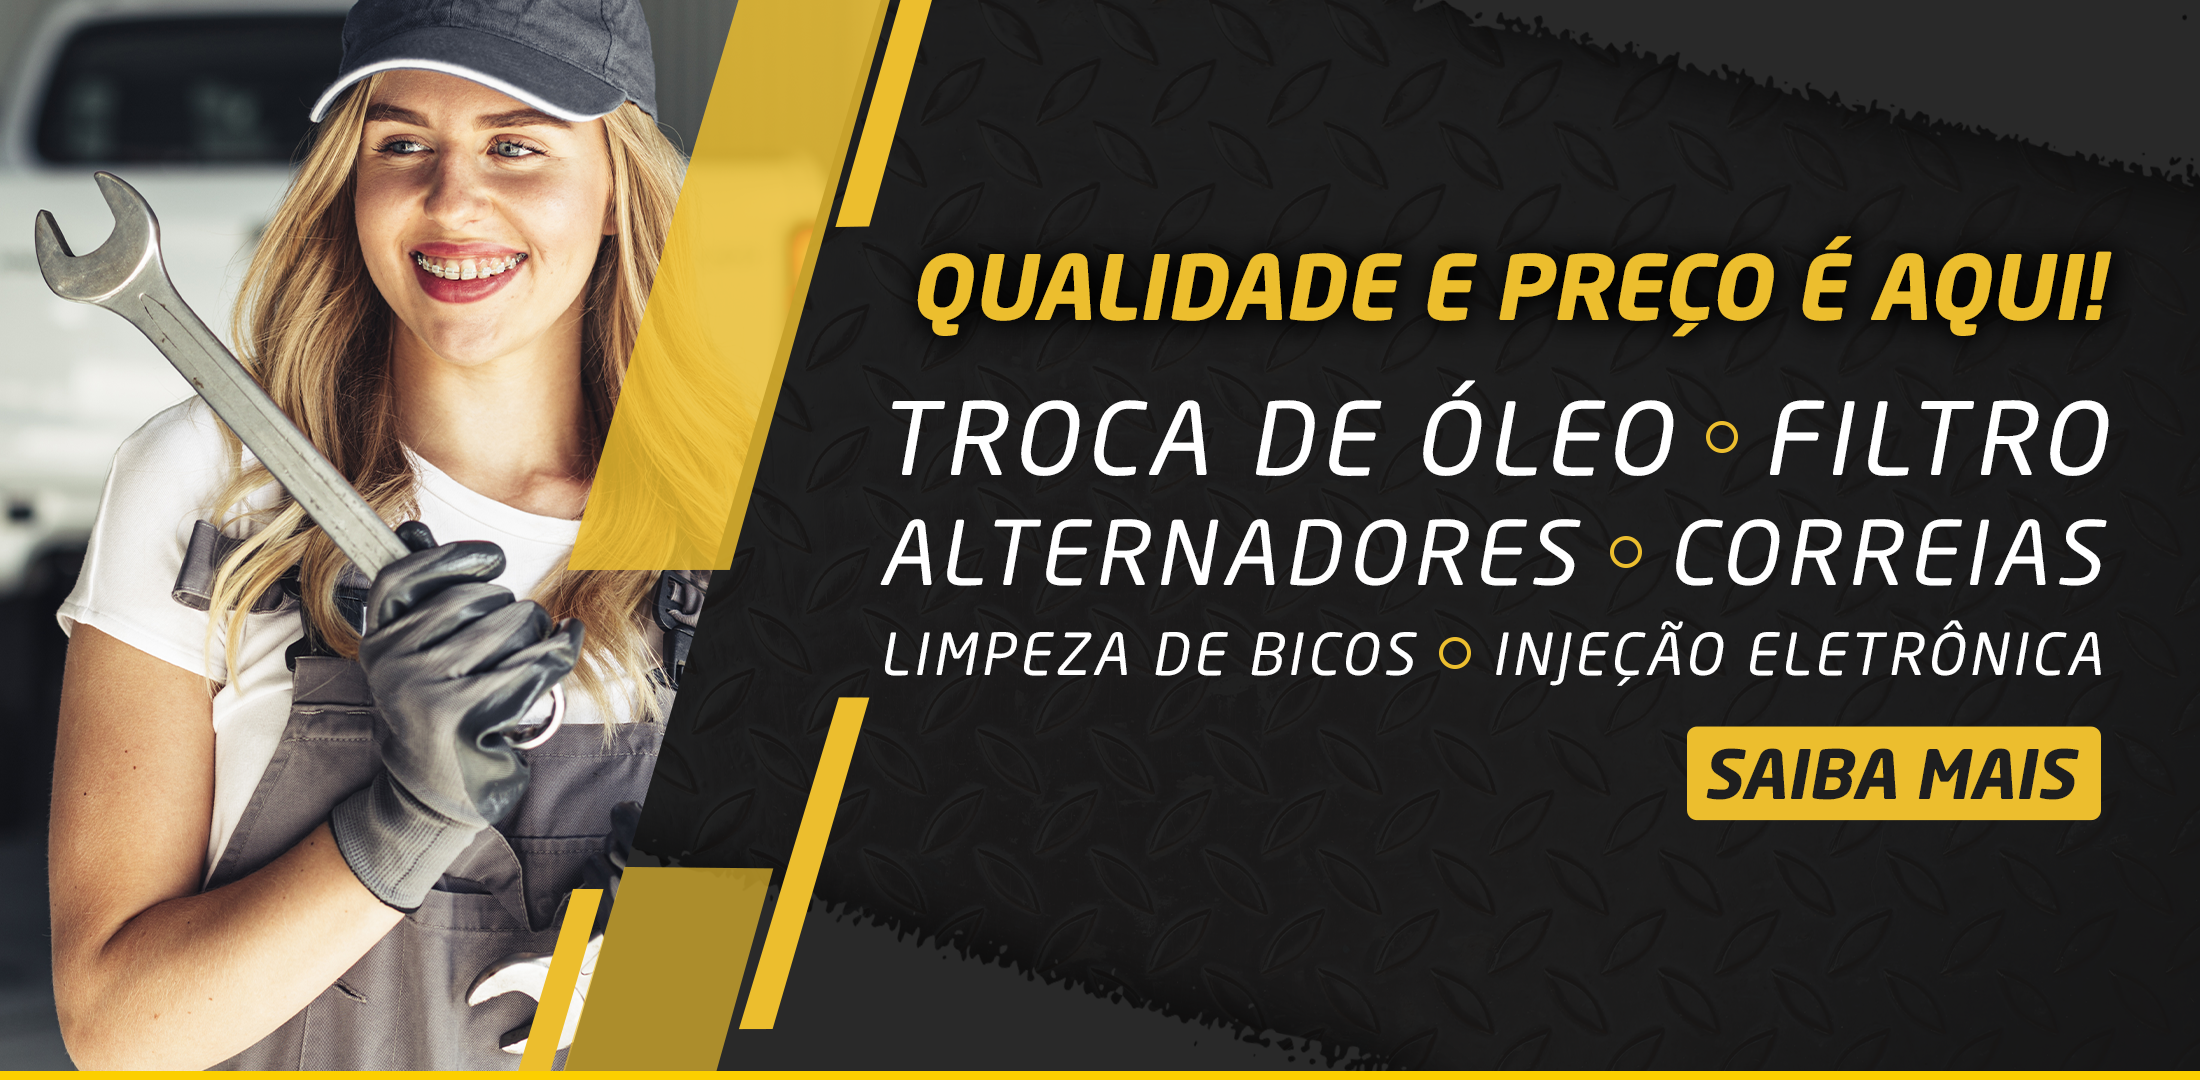 QUALIDADE E PREÇO É AQUI!
TROCA DE ÓLEO ○ FILTRO
ALTERNADORES ○ CORREIAS
LIMPEZA DE BICOS ○ INJEÇÃO ELETRÔNICA
SAIBA MAIS